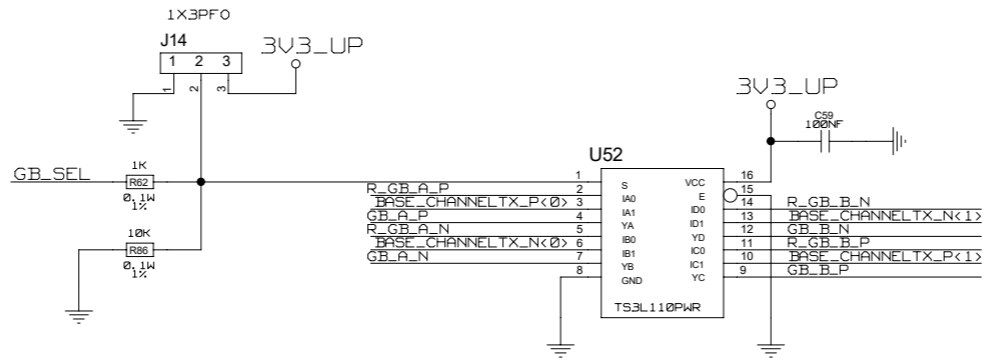 1X3PFO
J14
1 2 3
3V3_UP
1 2 3
3V3_UP
C59
100NF
GB_SEL
1K
R62
0.1W
1%
10K
R86
0.1W
1%
U52
1 S VCC 16
R_GB_A_P 2 IA0 E 15
BASE_CHANNELTX_P<0> 3 IA1 ID0 14 R_GB_B_N
GB_A_P 4 YA ID1 13 BASE_CHANNELTX_N<1>
R_GB_A_N 5 IB0 YD 12 GB_B_N
BASE_CHANNELTX_N<0> 6 IB1 IC0 11 R_GB_B_P
GB_A_N 7 YB IC1 10 BASE_CHANNELTX_P<1>
8 GND YC 9 GB_B_P
TS3L110PWR